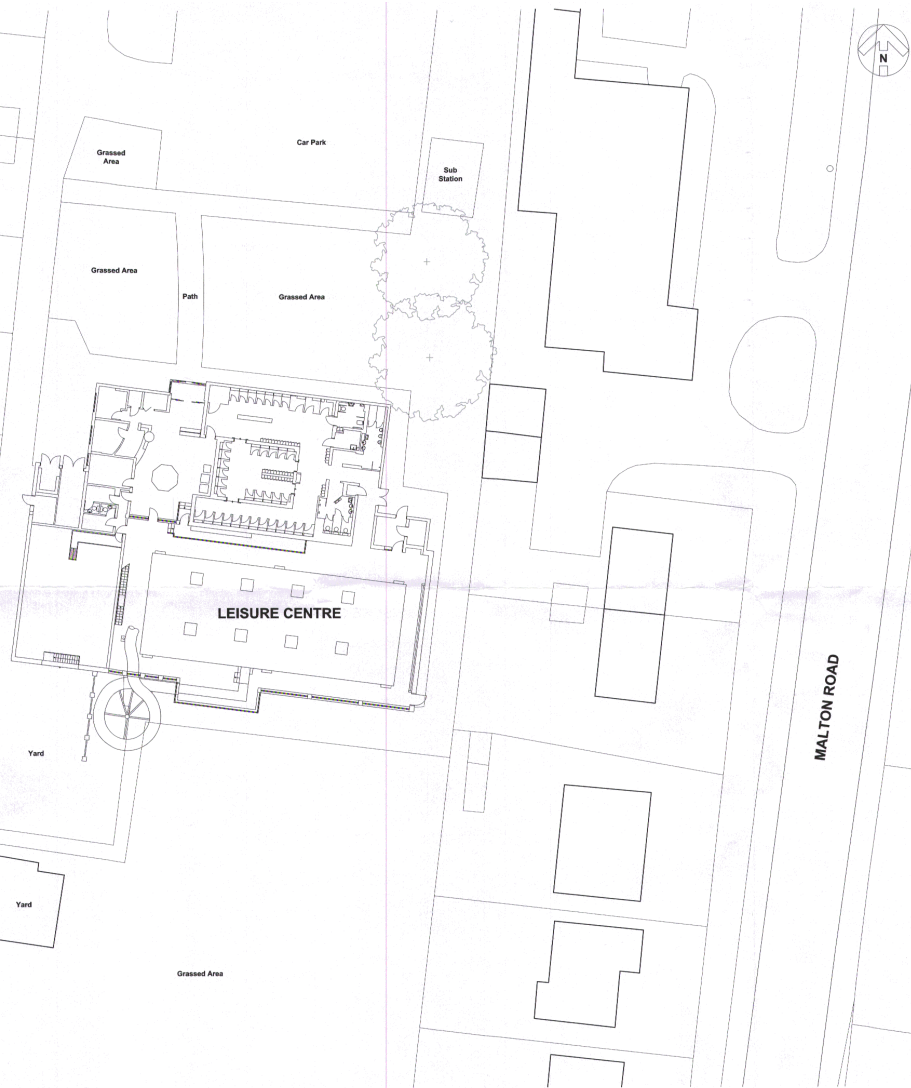 N
Car Park
Grassed
Area
Sub
Station
Grassed Area
Path
Grassed Area
LEISURE CENTRE
MALTON ROAD
Yard
Yard
Grassed Area